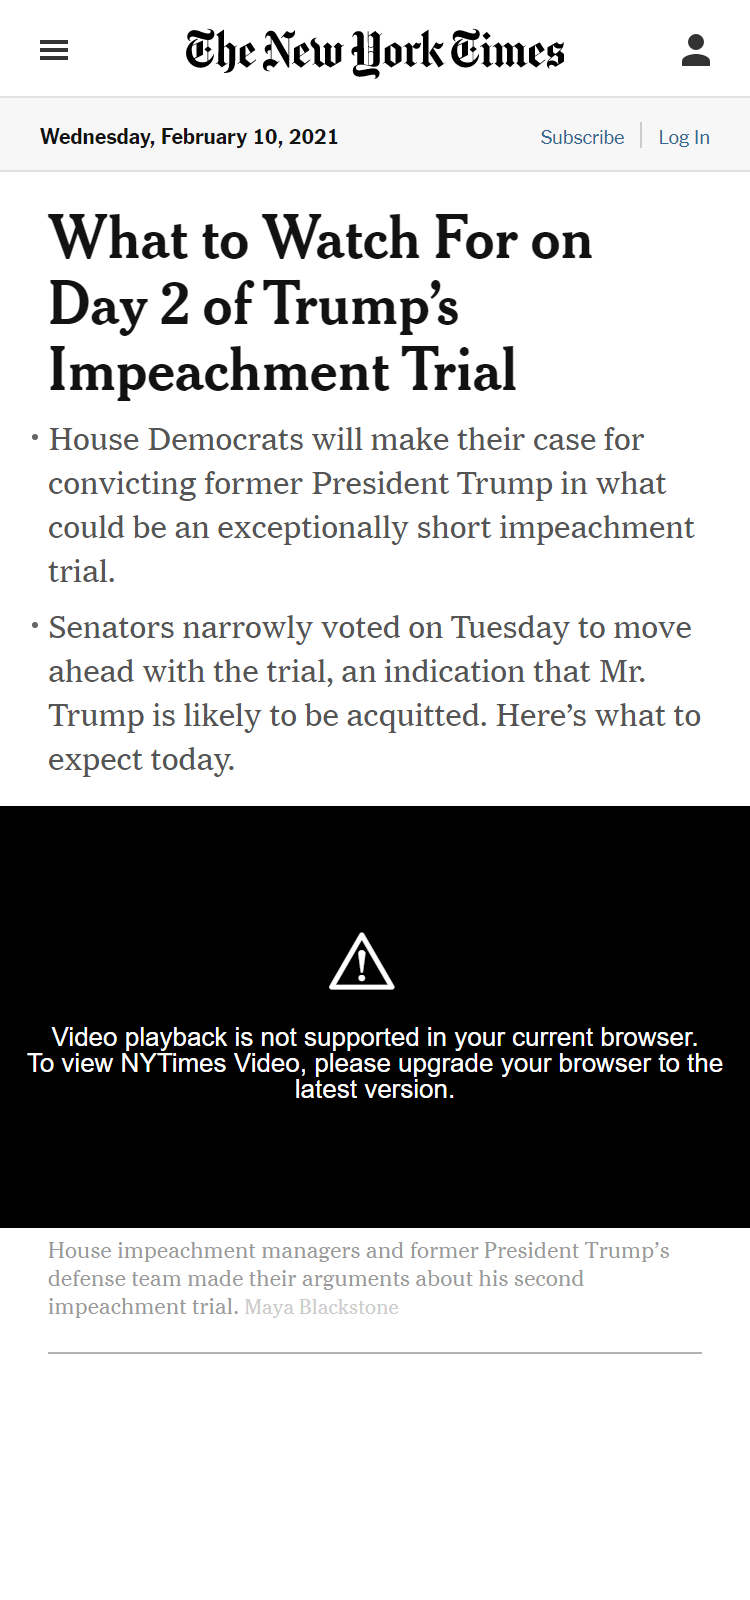 The New York Times
Wednesday, February 10, 2021
Subscribe
Log In
What to Watch For on
Day 2 of Trump’s
Impeachment Trial
• House Democrats will make their case for
convicting former President Trump in what
could be an exceptionally short impeachment
trial.
• Senators narrowly voted on Tuesday to move
ahead with the trial, an indication that Mr.
Trump is likely to be acquitted. Here’s what to
expect today.
Video playback is not supported in your current browser.
To view NYTimes Video, please upgrade your browser to the
latest version.
House impeachment managers and former President Trump’s
defense team made their arguments about his second
impeachment trial. Maya Blackstone